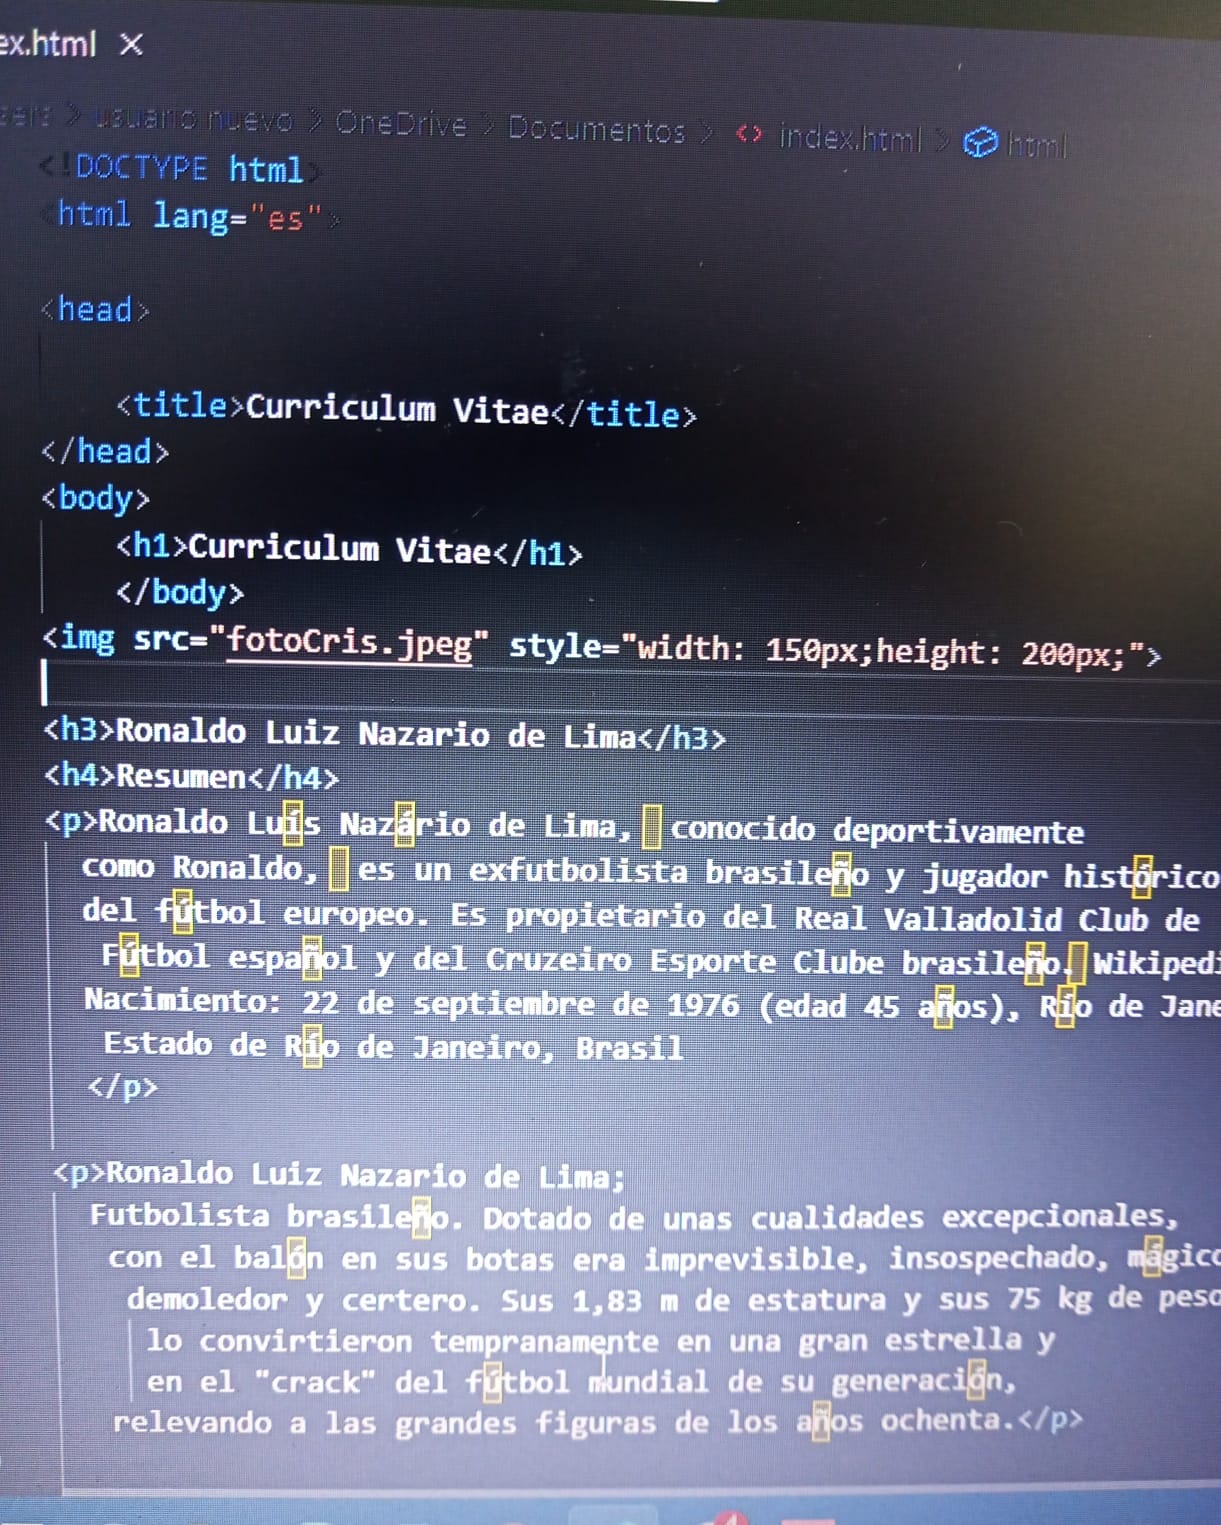 ex.html ×
usuario nuevo > OneDrive > Documentos > <> index.html > html
<!DOCTYPE html>
<html lang="es">
<head>
<title>Curriculum Vitae</title>
</head>
<body>
<h1>Curriculum Vitae</h1>
</body>
<img src="fotoCris.jpeg" style="width: 150px;height: 200px;">
<h3>Ronaldo Luiz Nazario de Lima</h3>
<h4>Resumen</h4>
<p>Ronaldo Luís Nazário de Lima, conocido deportivamente
como Ronaldo, es un exfutbolista brasileño y jugador histórico
del fútbol europeo. Es propietario del Real Valladolid Club de
Fútbol español y del Cruzeiro Esporte Clube brasileño. Wikipedi
Nacimiento: 22 de septiembre de 1976 (edad 45 años), Río de Jane
Estado de Río de Janeiro, Brasil
</p>
<p>Ronaldo Luiz Nazario de Lima;
Futbolista brasileño. Dotado de unas cualidades excepcionales,
con el balón en sus botas era imprevisible, insospechado, mágico
demoledor y certero. Sus 1,83 m de estatura y sus 75 kg de peso
lo convirtieron tempranamente en una gran estrella y
en el "crack" del fútbol mundial de su generación,
relevando a las grandes figuras de los años ochenta.</p>
4